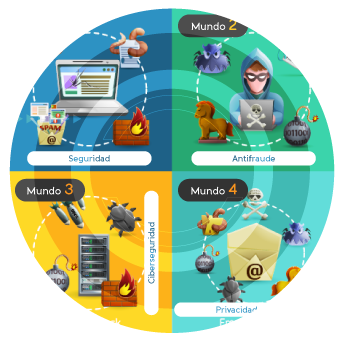 Mundo 2
SPAM
@
Seguridad
Antifraude
Mundo 3
Mundo 4
Ciberseguridad
@
Privacidad